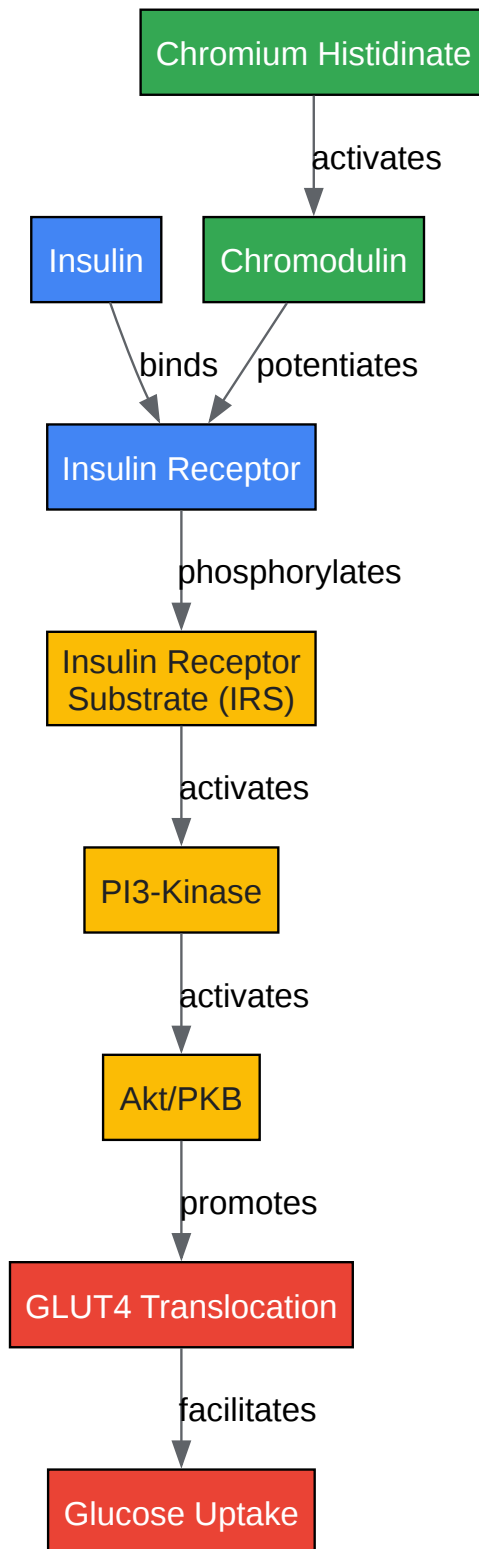 Chromium Histidinate
activates
Insulin
Chromodulin
binds
potentiates
Insulin Receptor
phosphorylates
Insulin Receptor
Substrate (IRS)
activates
PI3-Kinase
activates
Akt/PKB
promotes
GLUT4 Translocation
facilitates
Glucose Uptake